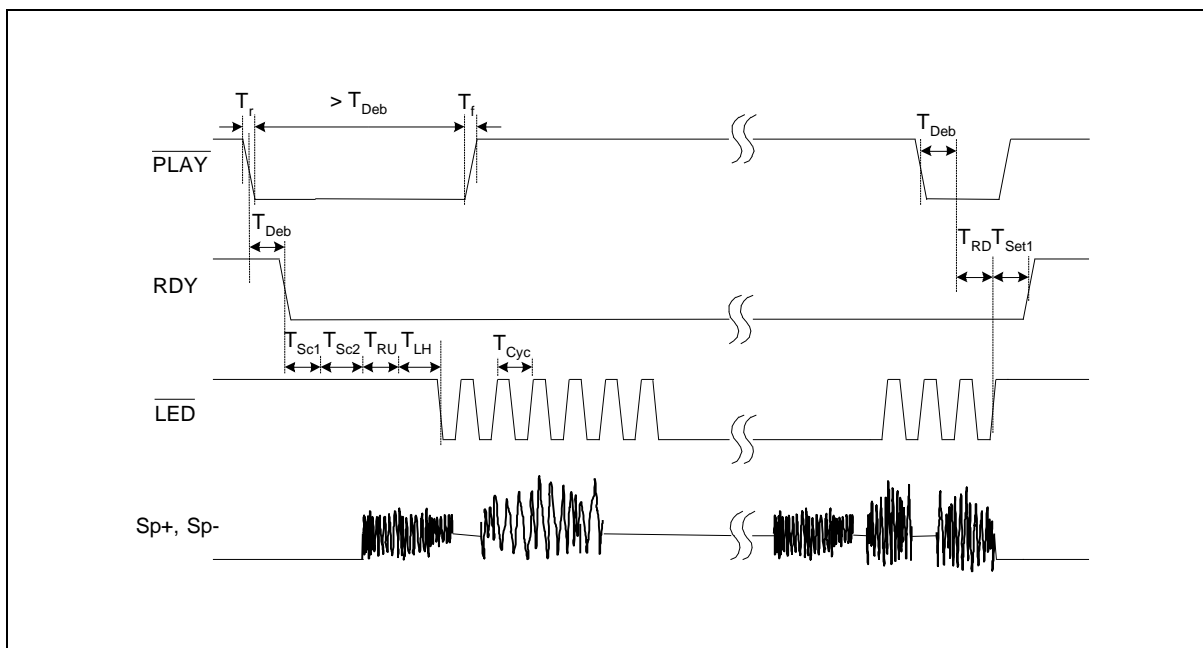 T_r > T_Deb T_f
T_Deb
PLAY
T_Deb
T_RD T_Set1
RDY
T_Sc1 T_Sc2 T_RU T_LH T_Cyc
LED
Sp+, Sp-